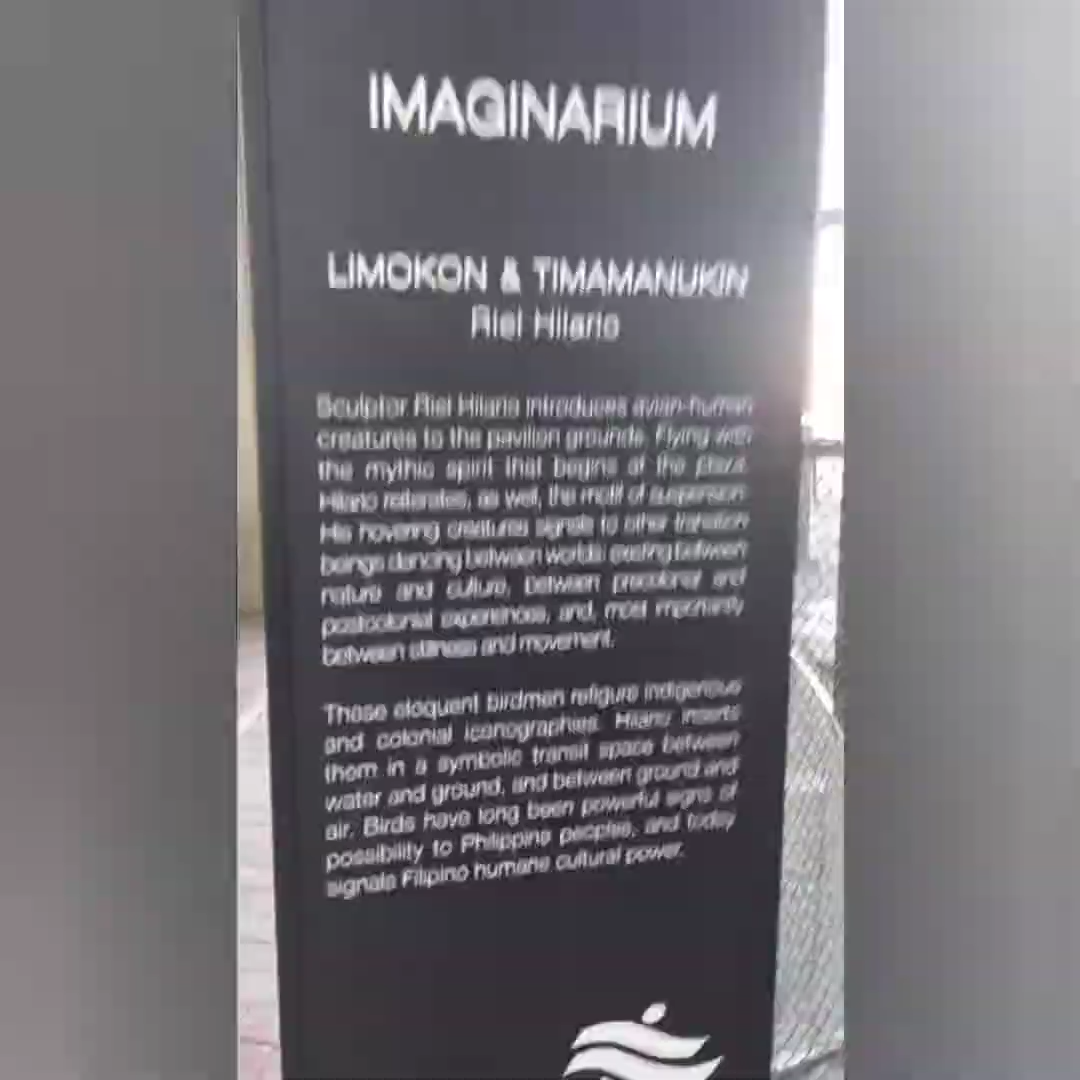 IMAGINARIUM
LIMOKON & TIMAMANUKIN
Riel Hilario
Sculptor Riel Hilario introduces avian-human
creatures to the pavilion grounds. Flying with
the mythic spirit that begins at the plaza,
Hilario reiterates, as well, the motif of suspension.
His hovering creatures signals to other transition
beings dancing between worlds existing between
nature and culture, between precolonial and
postcolonial experiences, and, most importantly
between stillness and movement.
These eloquent birdmen refigure indigenous
and colonial iconographies. Hilario inserts
them in a symbolic transit space between
water and ground, and between ground and
air. Birds have long been powerful signs of
possibility to Philippine peoples, and today
signals Filipino humane cultural power.